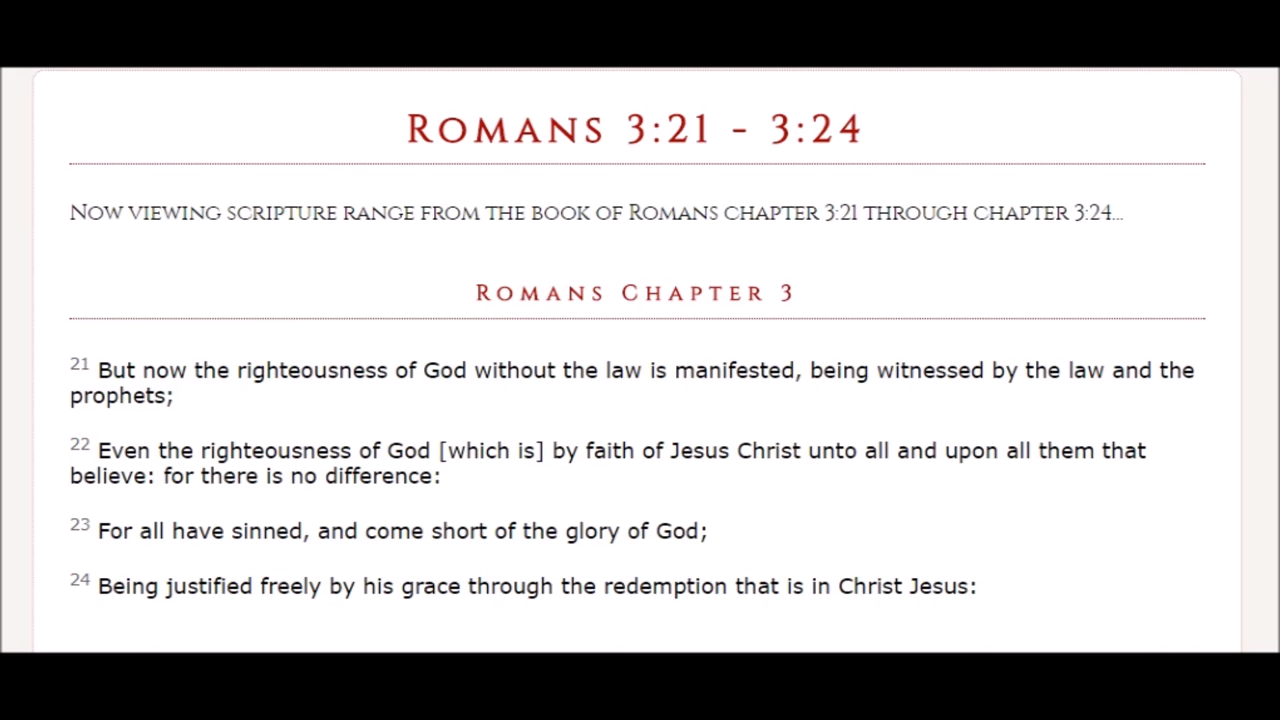 Romans 3:21 - 3:24
Now viewing scripture range from the book of Romans chapter 3:21 through chapter 3:24...
Romans Chapter 3
21 But now the righteousness of God without the law is manifested, being witnessed by the law and the
prophets;
22 Even the righteousness of God [which is] by faith of Jesus Christ unto all and upon all them that
believe: for there is no difference:
23 For all have sinned, and come short of the glory of God;
24 Being justified freely by his grace through the redemption that is in Christ Jesus: